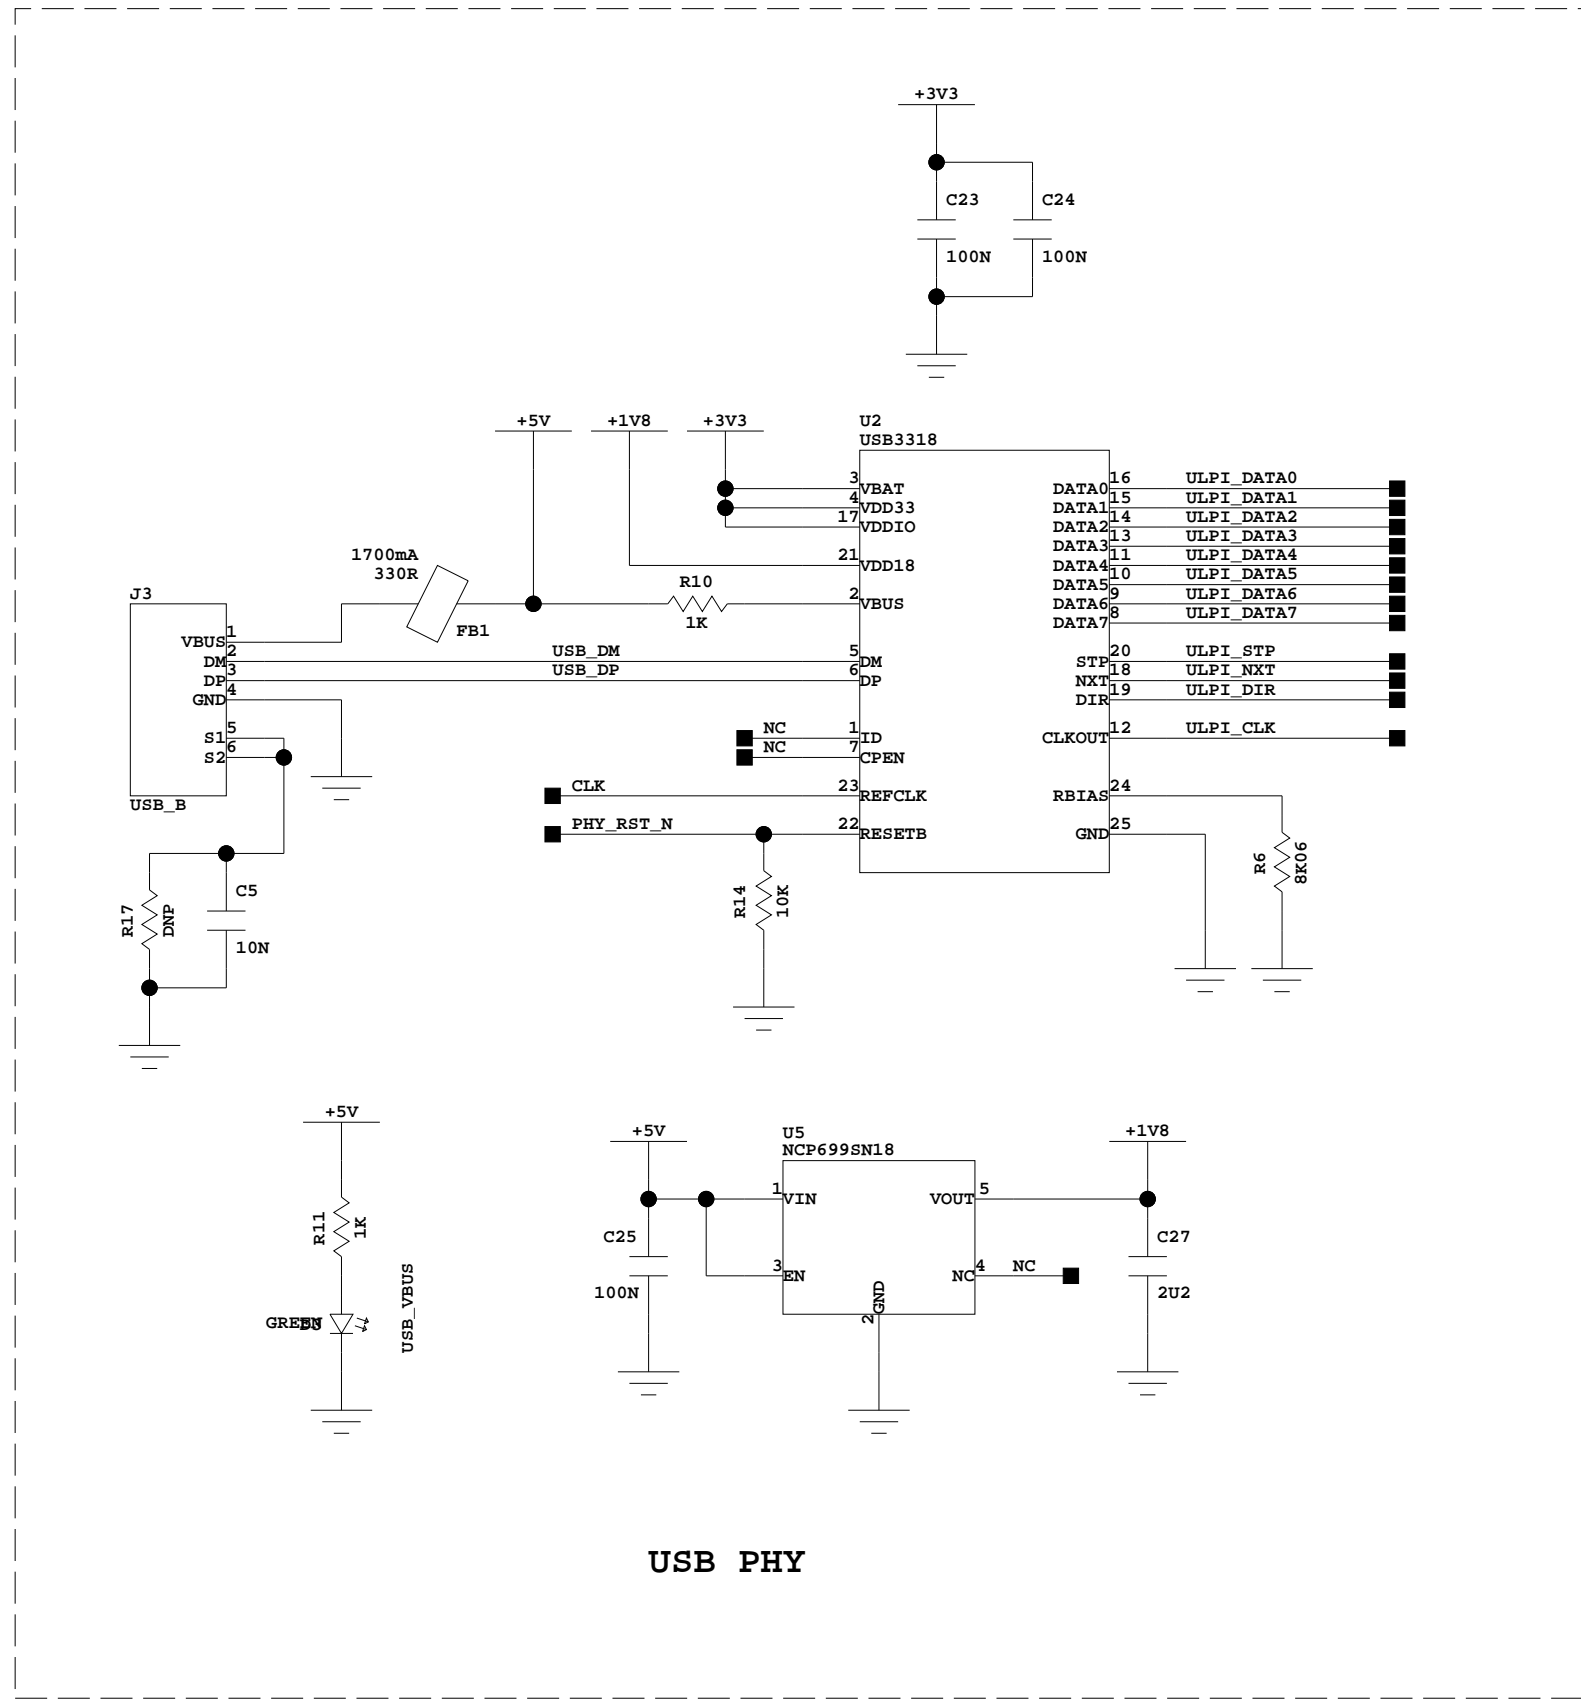 +3V3
C23 C24
100N 100N
+5V +1V8 +3V3
U2
USB3318
3 VBAT
4 VDD33
17 VDDIO
21 VDD18
2 VBUS
5 DM
6 DP
1 ID
7 CPEN
23 REFCLK
22 RESETB
DATA0 16 ULPI_DATA0
DATA1 15 ULPI_DATA1
DATA2 14 ULPI_DATA2
DATA3 13 ULPI_DATA3
DATA4 11 ULPI_DATA4
DATA5 10 ULPI_DATA5
DATA6 9 ULPI_DATA6
DATA7 8 ULPI_DATA7
STP 20 ULPI_STP
NXT 18 ULPI_NXT
DIR 19 ULPI_DIR
CLKOUT 12 ULPI_CLK
RBIAS 24
GND 25
1700mA
330R
FB1
R10
1K
USB_DM
USB_DP
NC
NC
CLK
PHY_RST_N
R14
10K
R6
8K06
J3
VBUS 1
DM 2
DP 3
GND 4
S1 5
S2 6
USB_B
R17
DNP
C5
10N
+5V
R11
1K
GREEN
D3
USB_VBUS
+5V
C25
100N
U5
NCP699SN18
1 VIN
3 EN
2 GND
VOUT 5
NC 4 NC
+1V8
C27
2U2
USB PHY